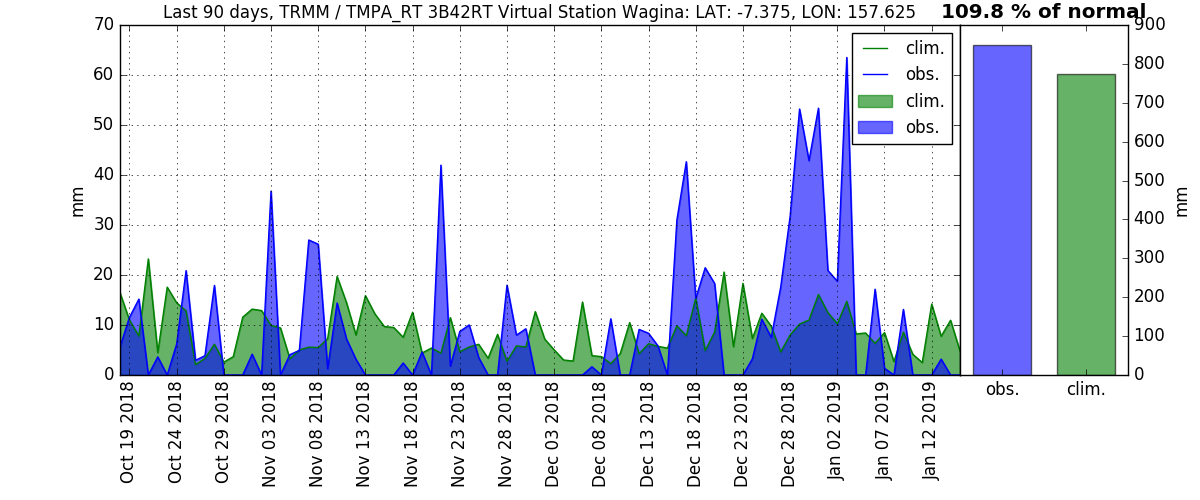 Last 90 days, TRMM / TMPA_RT 3B42RT Virtual Station Wagina: LAT: -7.375, LON: 157.625
109.8 % of normal
70
60
50
40
30
20
10
0
mm
clim.
obs.
clim.
obs.
900
800
700
600
500
400
300
200
100
0
mm
obs.
clim.
Oct 19 2018
Oct 24 2018
Oct 29 2018
Nov 03 2018
Nov 08 2018
Nov 13 2018
Nov 18 2018
Nov 23 2018
Nov 28 2018
Dec 03 2018
Dec 08 2018
Dec 13 2018
Dec 18 2018
Dec 23 2018
Dec 28 2018
Jan 02 2019
Jan 07 2019
Jan 12 2019